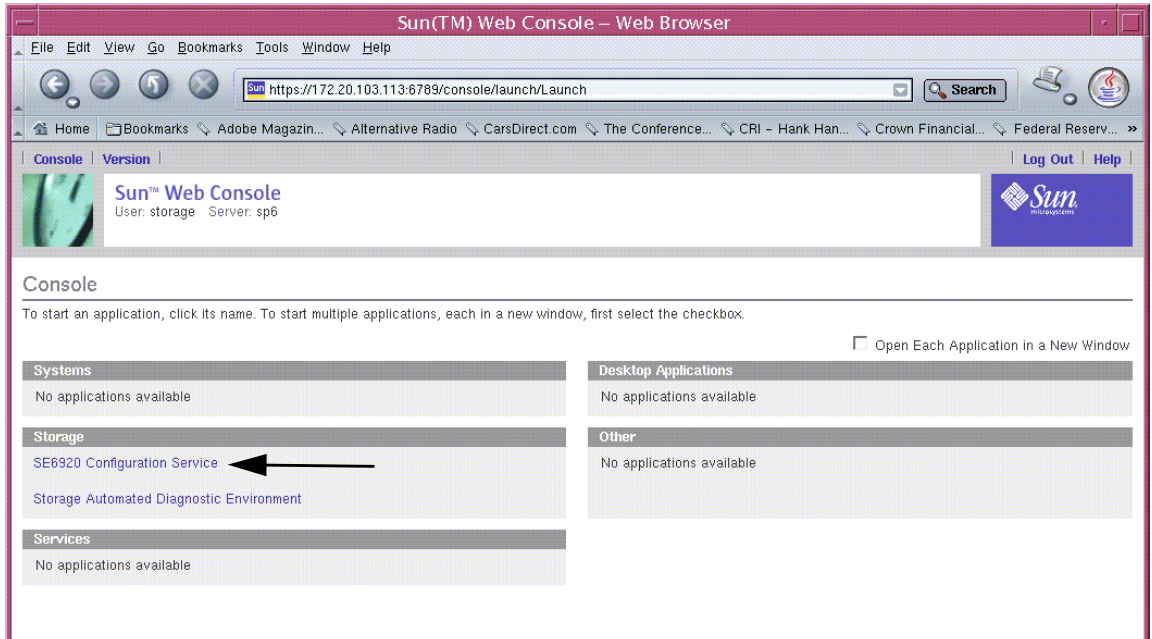 Sun(TM) Web Console – Web Browser
File Edit View Go Bookmarks Tools Window Help
Sun https://172.20.103.113:6789/console/launch/Launch Search
Home Bookmarks Adobe Magazin... Alternative Radio CarsDirect.com The Conference... CRI – Hank Han... Crown Financial... Federal Reserv... »
Console Version Log Out Help
Sun™ Web Console
User: storage Server: sp6
Sun
microsystems
Console
To start an application, click its name. To start multiple applications, each in a new window, first select the checkbox.
Open Each Application in a New Window
Systems
No applications available
Desktop Applications
No applications available
Storage
SE6920 Configuration Service
Storage Automated Diagnostic Environment
Other
No applications available
Services
No applications available